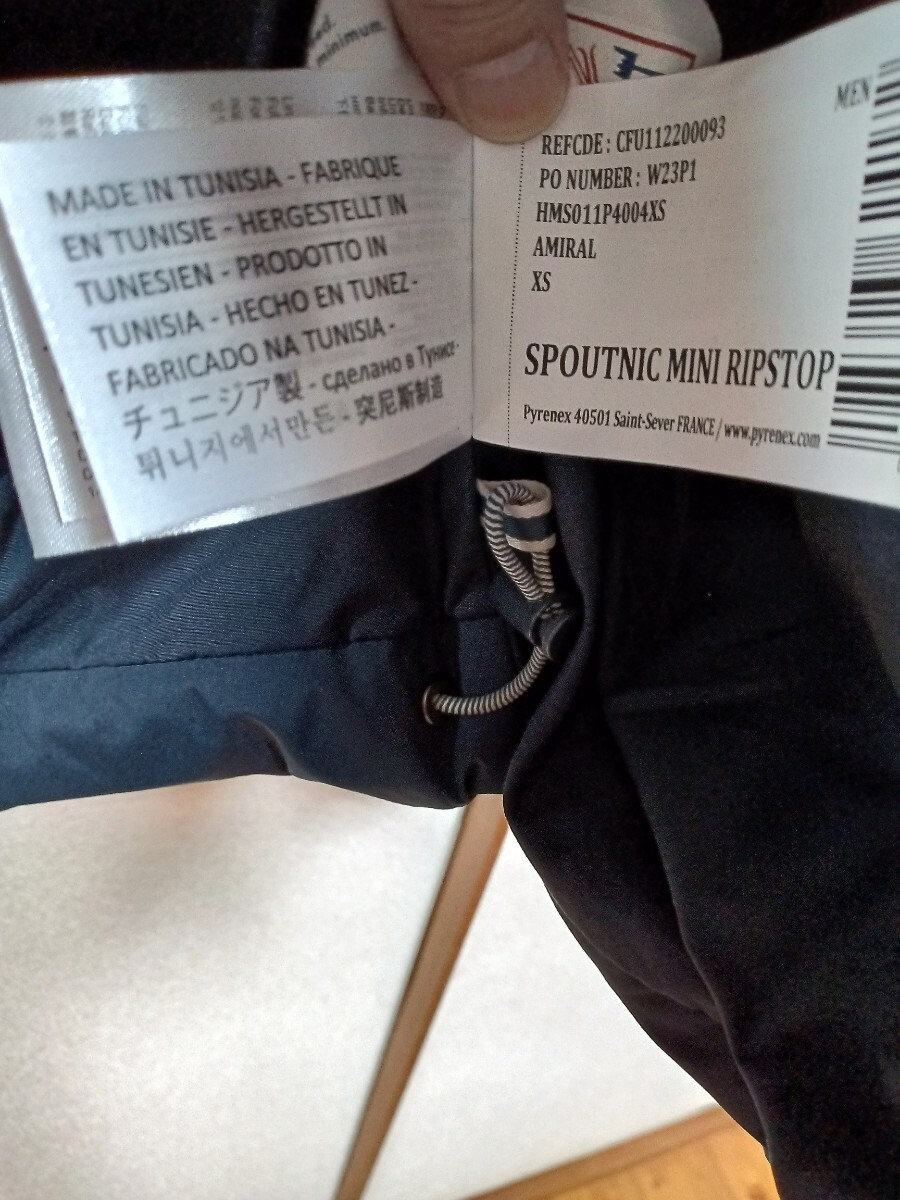 minimum.
MADE IN TUNISIA - FABRIQUE
EN TUNISIE - HERGESTELLT IN
TUNESIEN - PRODOTTO IN
TUNISIA - HECHO EN TUNEZ -
FABRICADO NA TUNISIA -
チュニジア製 - сделано в Тунисе -
튀니지에서만든 - 突尼斯制造
MEN
REFCDE : CFU112200093
PO NUMBER : W23P1
HMS011P4004XS
AMIRAL
XS
SPOUTNIC MINI RIPSTOP
Pyrenex 40501 Saint-Sever FRANCE / www.pyrenex.com